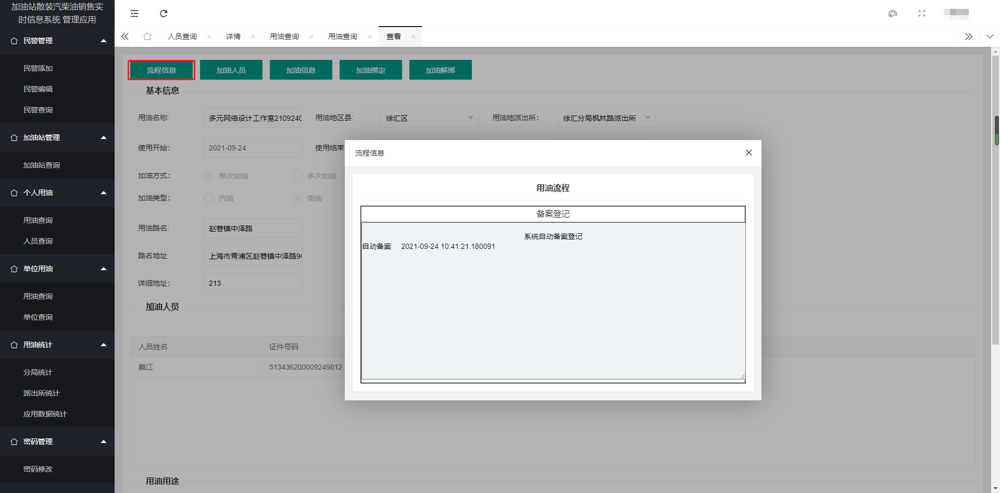 加油站散装汽柴油销售实
时信息系统 管理应用
民警管理
民警添加
民警编辑
民警查询
加油站管理
加油站查询
个人用油
用油查询
人员查询
单位用油
用油查询
单位查询
用油统计
分局统计
派出所统计
应用数据统计
密码管理
密码修改
人员查询 详情 用油查询 用油查询 查看
流程信息 加油人员 加油信息 加油绑定 加油解绑
基本信息
用油名称: 多元网络设计工作室2109240 用油地区县: 徐汇区 用油地派出所: 徐汇分局枫林路派出所
使用开始: 2021-09-24 使用结束
加油方式: 单次加油 多次加油
加油类型: 汽油 柴油
用油路名: 赵巷镇中泽路
路名地址: 上海市青浦区赵巷镇中泽路
详细地址: 213
加油人员
人员姓名 证件号码
戴江 513436200009249812
用油用途
流程信息
用油流程
备案登记
系统自动备案登记
自动备案 2021-09-24 10:41:21.180091